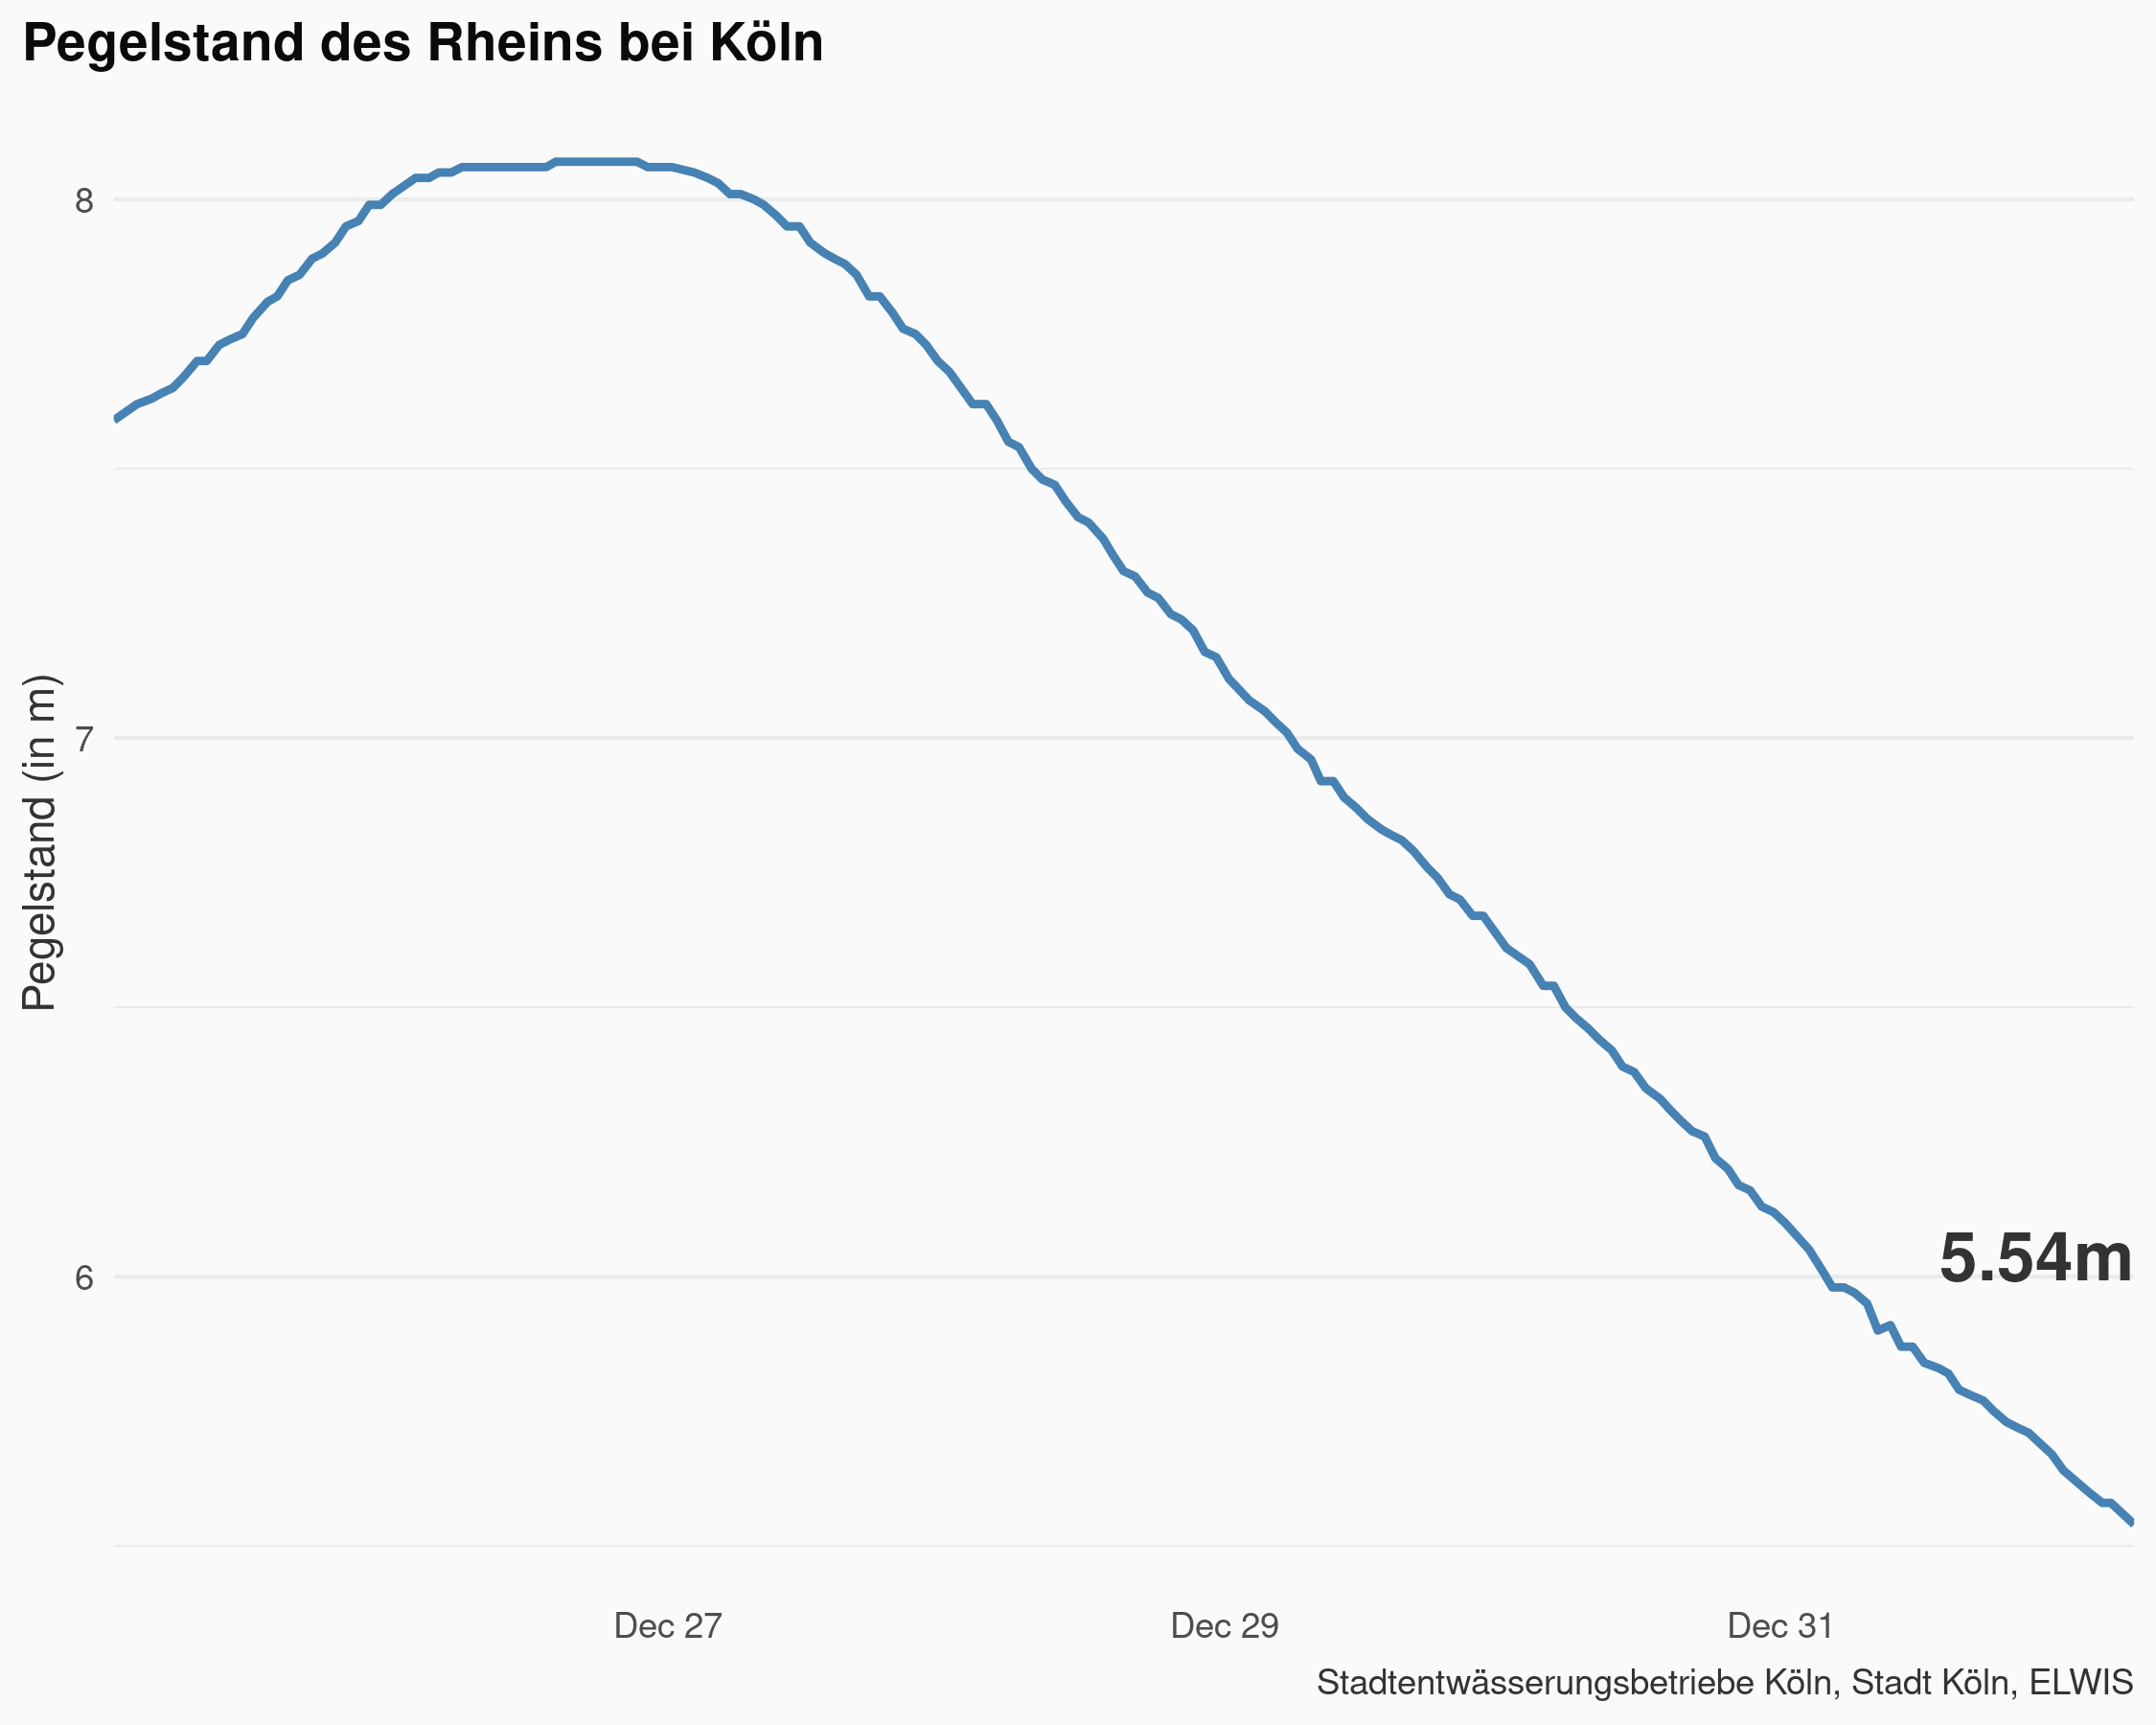 Pegelstand des Rheins bei Köln
Pegelstand (in m)
8
7
6
5.54m
Dec 27
Dec 29
Dec 31
Stadtentwässerungsbetriebe Köln, Stadt Köln, ELWIS